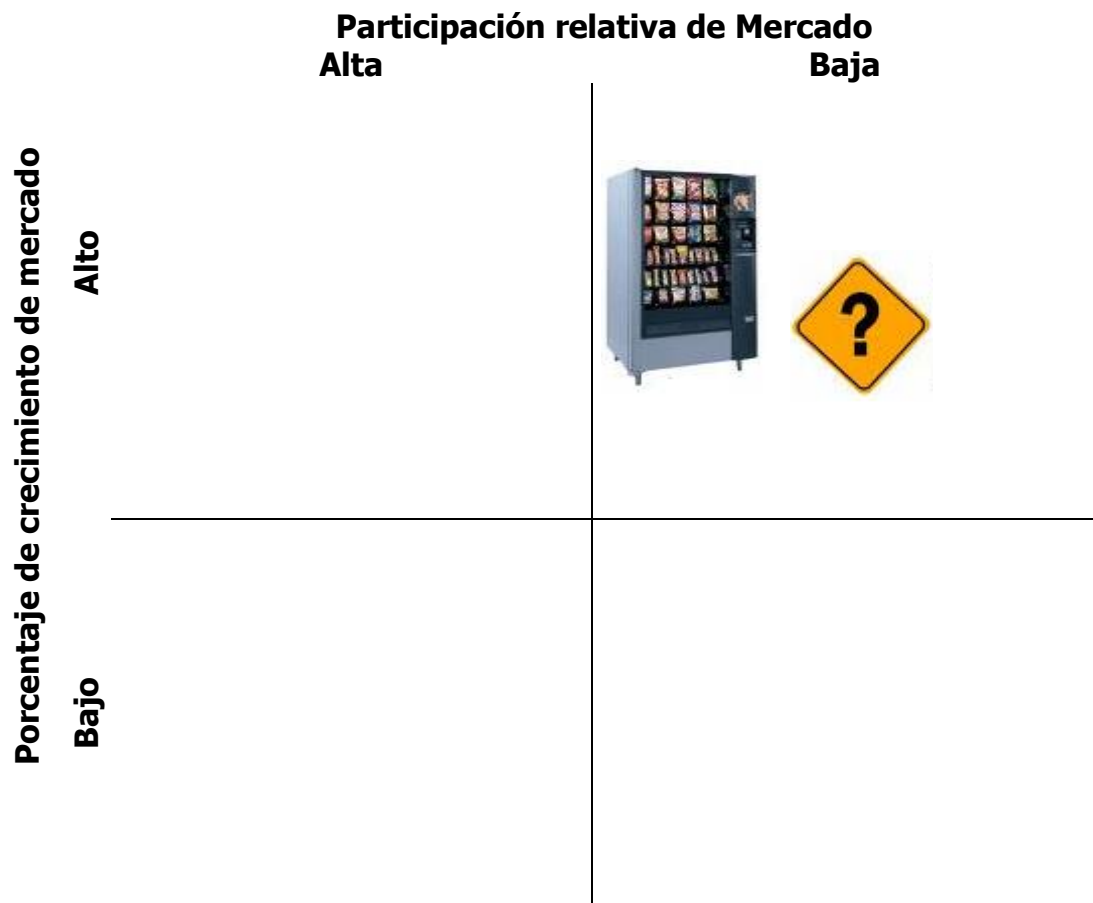 Participación relativa de Mercado
Alta Baja
Porcentaje de crecimiento de mercado
Alto
?
Bajo